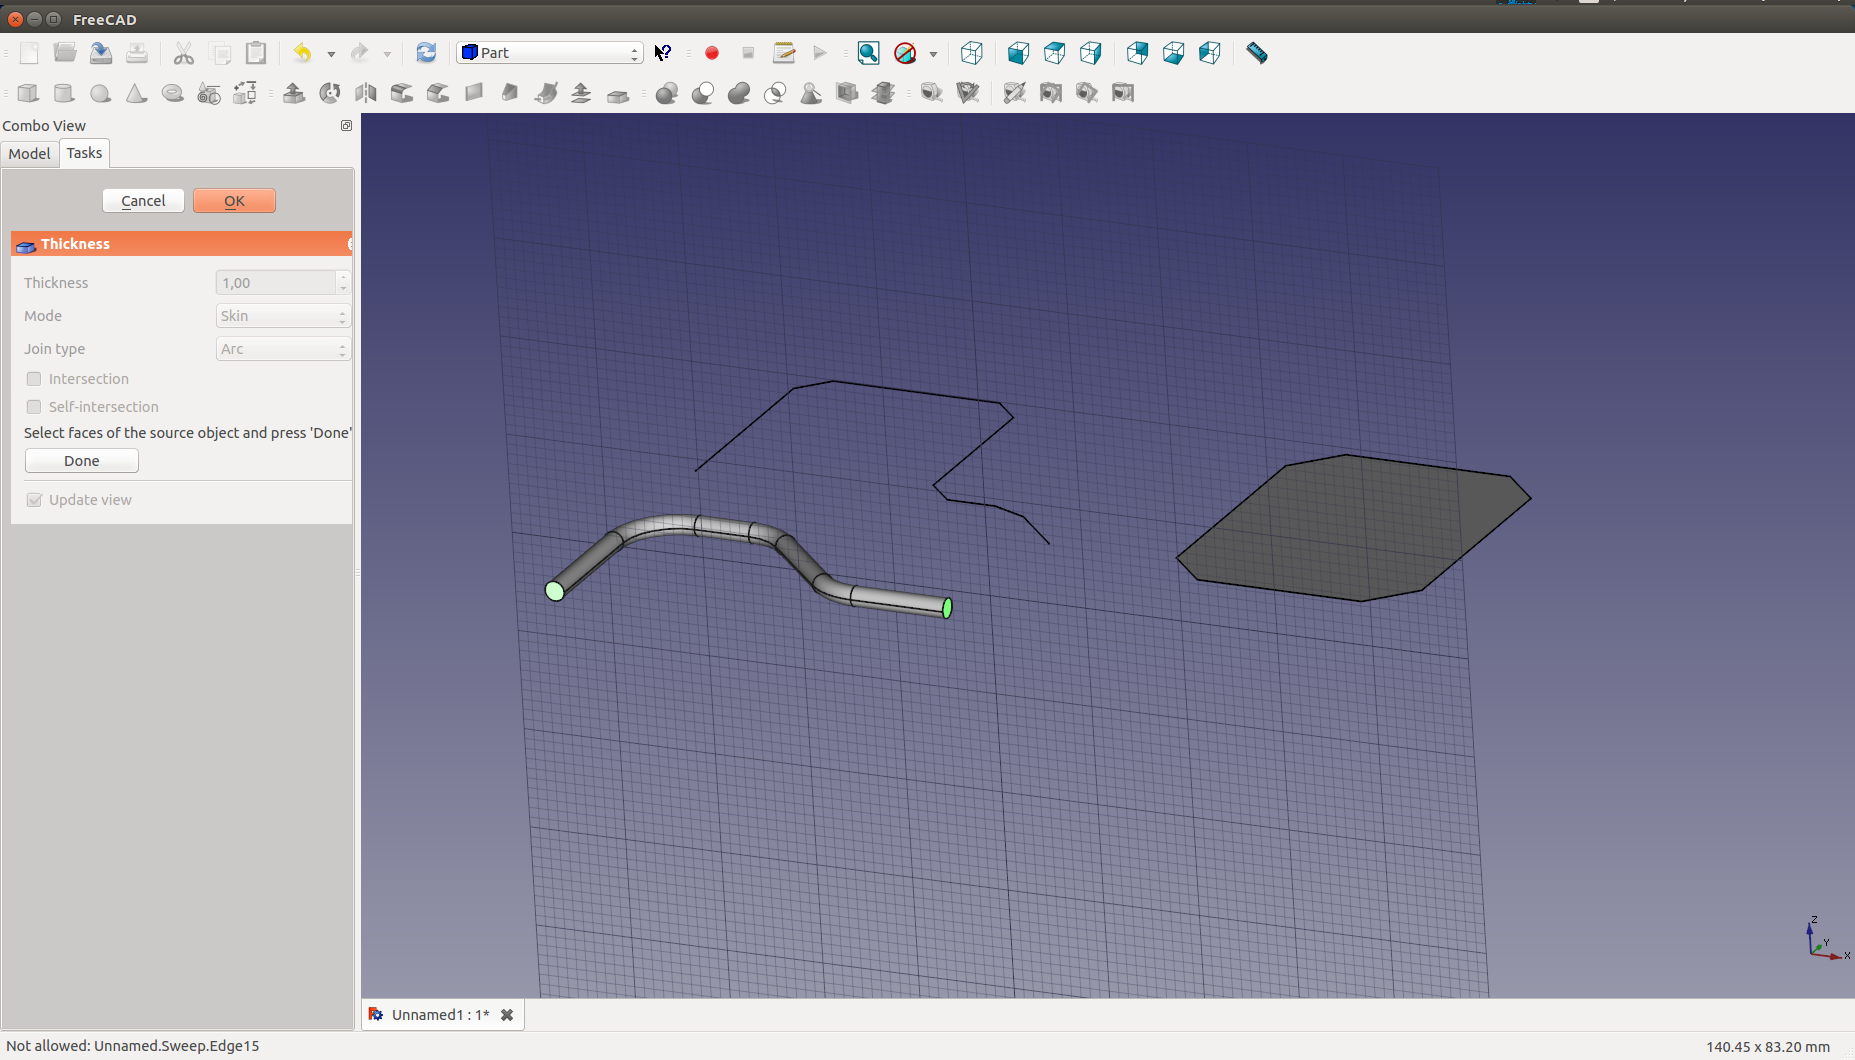 FreeCAD
Part
Combo View
Model
Tasks
Cancel
OK
Thickness
Thickness
1,00
Mode
Skin
Join type
Arc
Intersection
Self-intersection
Select faces of the source object and press 'Done'
Done
Update view
Z
Y
X
Unnamed1 : 1*
Not allowed: Unnamed.Sweep.Edge15
140.45 x 83.20 mm